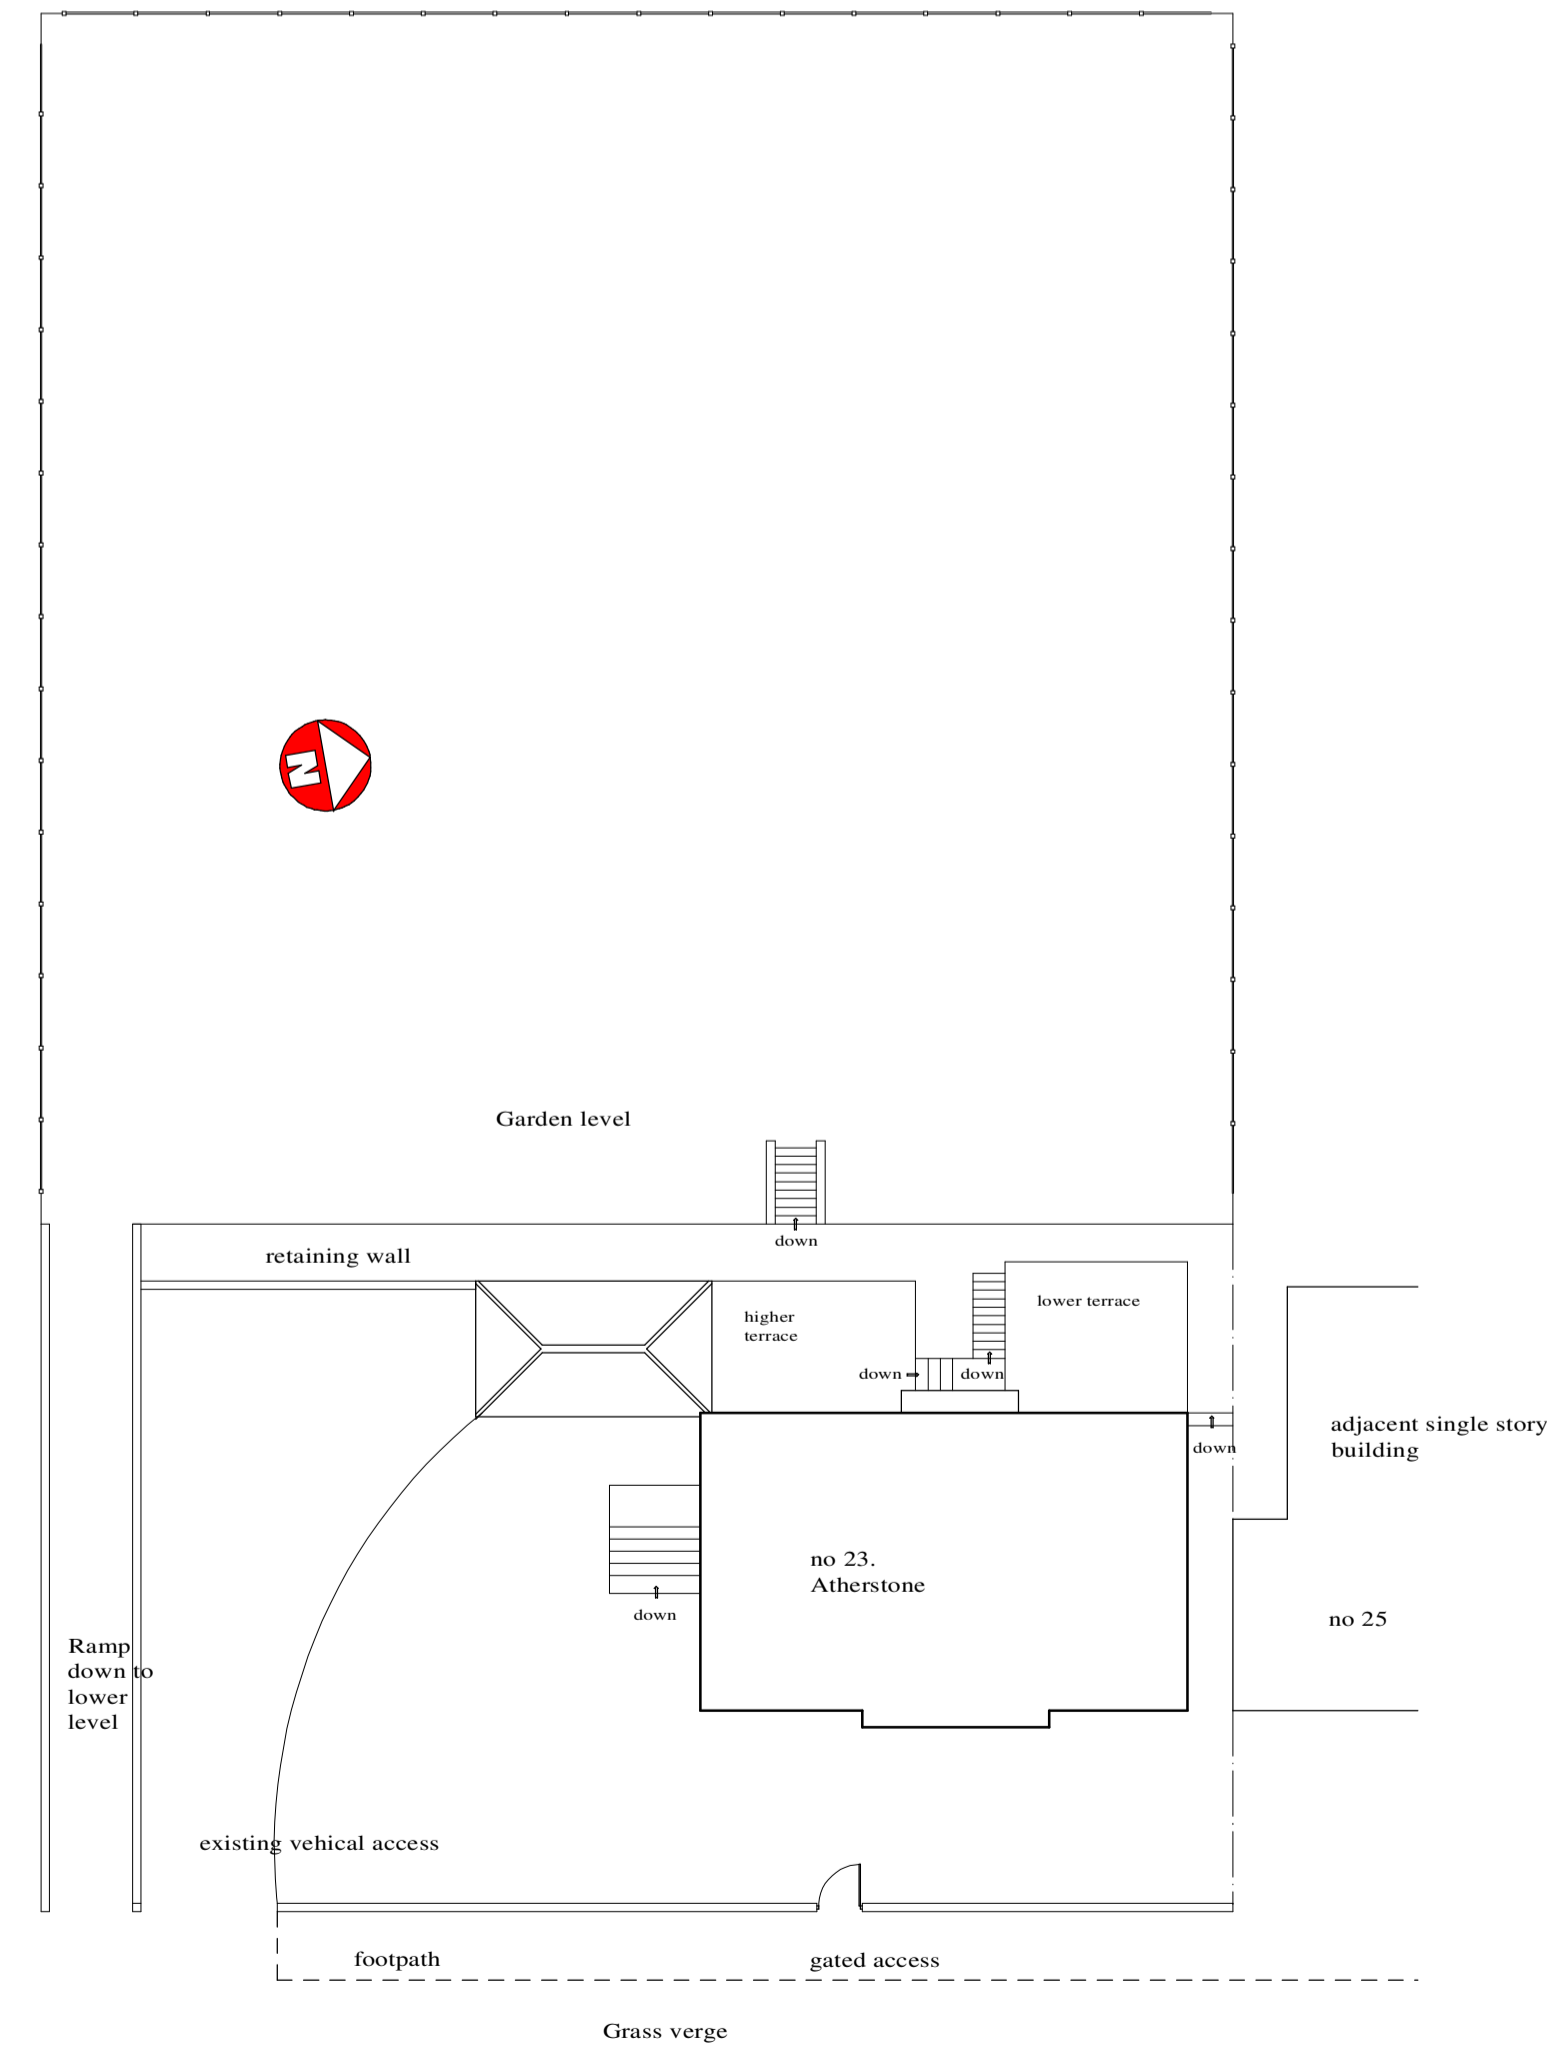 N
Garden level
down
retaining wall
lower terrace
higher
terrace
down
down
adjacent single story
building
down
no 23.
Atherstone
down
no 25
Ramp
down to
lower
level
existing vehical access
footpath
gated access
Grass verge